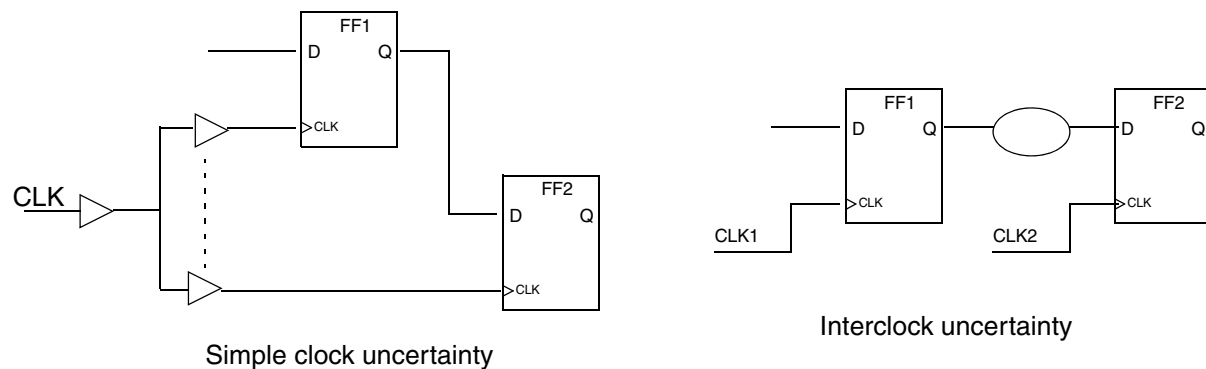 FF1
D Q
CLK
CLK
FF2
D Q
CLK
Simple clock uncertainty
FF1
D Q
CLK
CLK1
FF2
D Q
CLK
CLK2
Interclock uncertainty